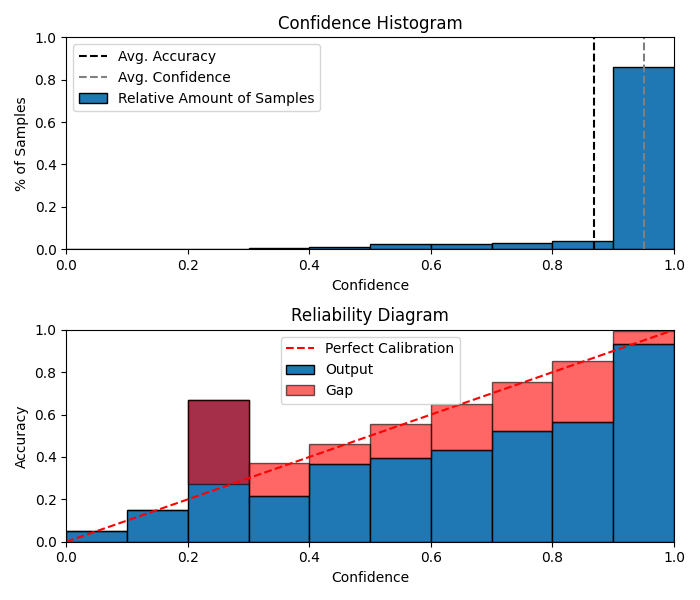 Confidence Histogram
1.0
0.8
0.6
0.4
0.2
0.0
% of Samples
Avg. Accuracy
Avg. Confidence
Relative Amount of Samples
0.0 0.2 0.4 0.6 0.8 1.0
Confidence
Reliability Diagram
1.0
0.8
0.6
0.4
0.2
0.0
Accuracy
Perfect Calibration
Output
Gap
0.0 0.2 0.4 0.6 0.8 1.0
Confidence